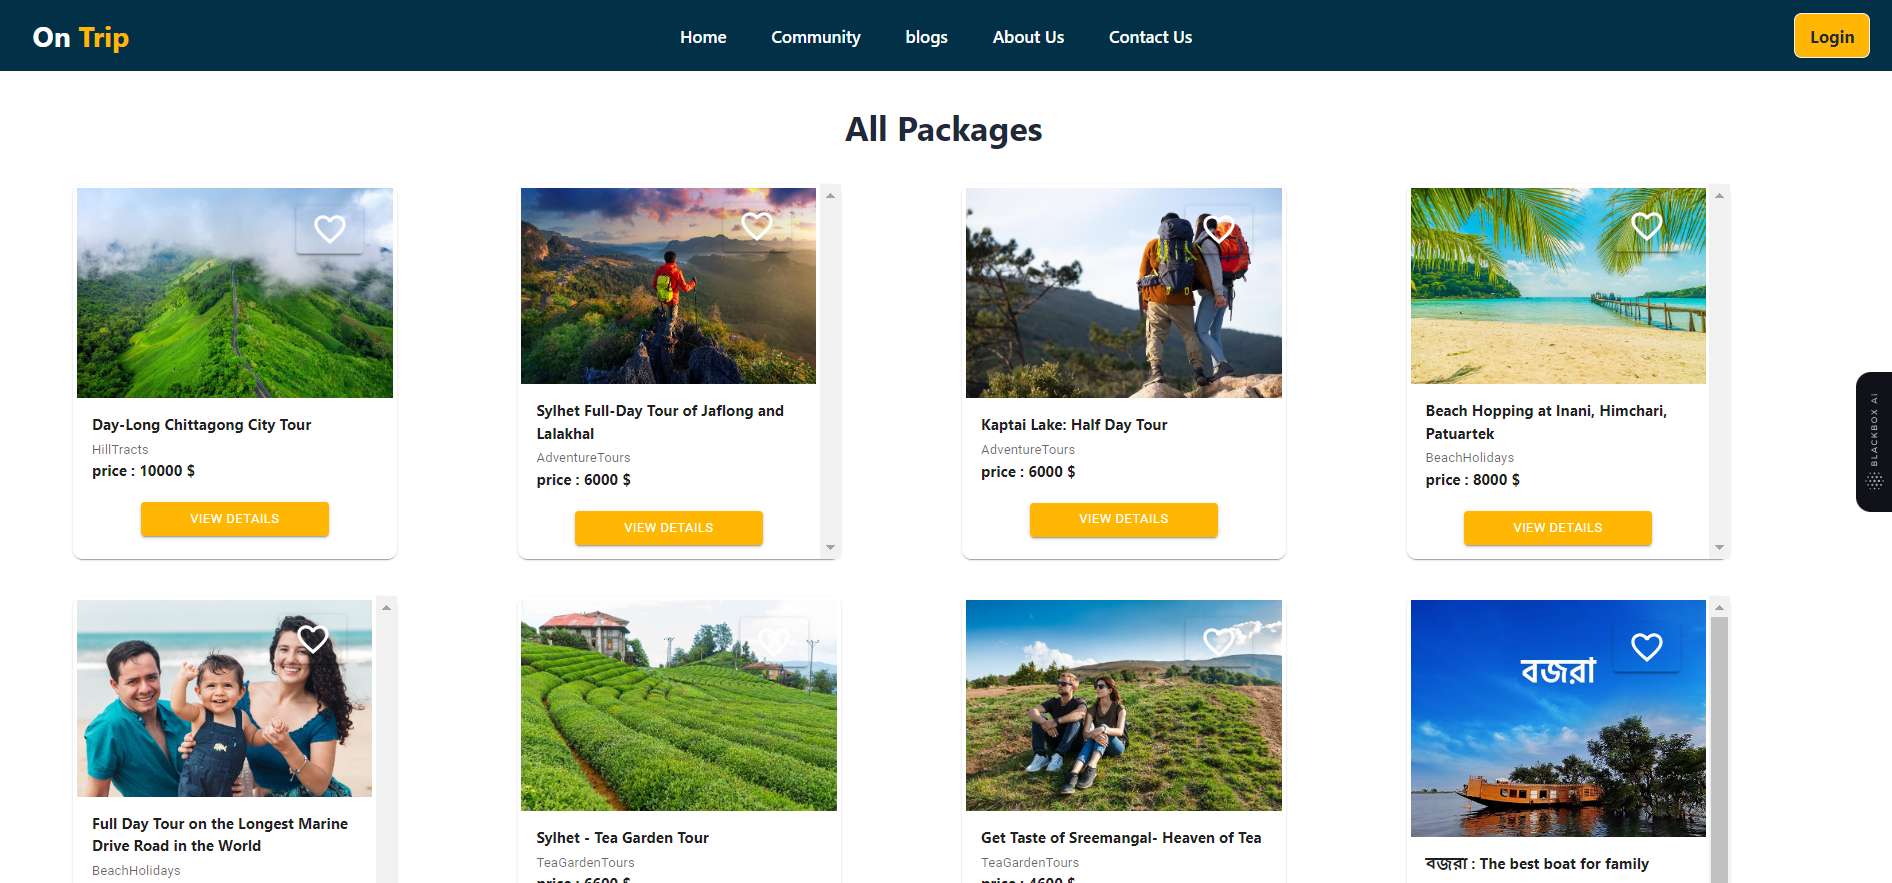 On Trip
Home
Community
blogs
About Us
Contact Us
Login
All Packages
Day-Long Chittagong City Tour
HillTracts
price : 10000 $
VIEW DETAILS
Sylhet Full-Day Tour of Jaflong and
Lalakhal
AdventureTours
price : 6000 $
VIEW DETAILS
Kaptai Lake: Half Day Tour
AdventureTours
price : 6000 $
VIEW DETAILS
Beach Hopping at Inani, Himchari,
Patuartek
BeachHolidays
price : 8000 $
VIEW DETAILS
BLACKBOX AI
Full Day Tour on the Longest Marine
Drive Road in the World
BeachHolidays
Sylhet - Tea Garden Tour
TeaGardenTours
price : 6600 $
Get Taste of Sreemangal- Heaven of Tea
TeaGardenTours
price : 4600 $
বজরা
বজরা : The best boat for family